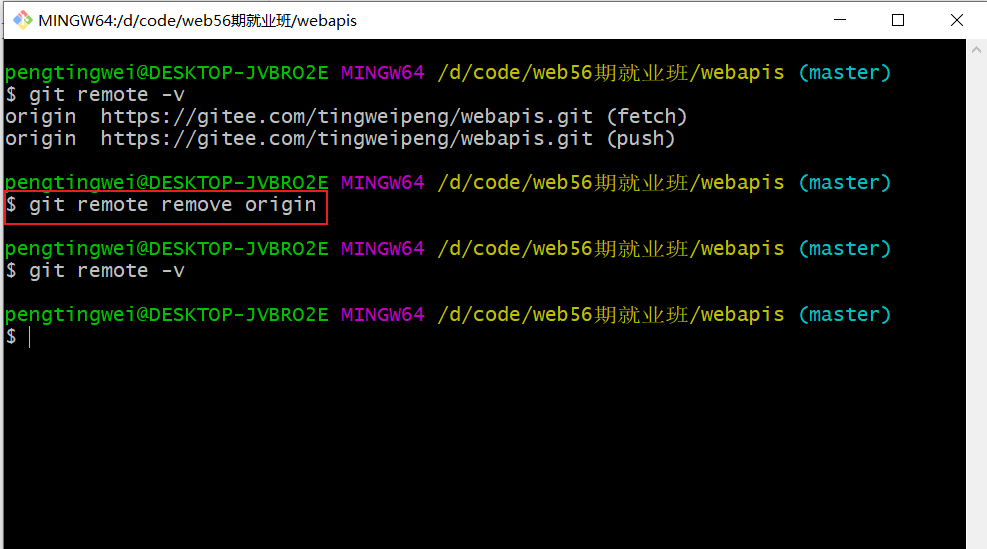 MINGW64:/d/code/web56期就业班/webapis
pengtingwei@DESKTOP-JVBRO2E MINGW64 /d/code/web56期就业班/webapis (master)
$ git remote -v
origin  https://gitee.com/tingweipeng/webapis.git (fetch)
origin  https://gitee.com/tingweipeng/webapis.git (push)
pengtingwei@DESKTOP-JVBRO2E MINGW64 /d/code/web56期就业班/webapis (master)
$ git remote remove origin
pengtingwei@DESKTOP-JVBRO2E MINGW64 /d/code/web56期就业班/webapis (master)
$ git remote -v
pengtingwei@DESKTOP-JVBRO2E MINGW64 /d/code/web56期就业班/webapis (master)
$